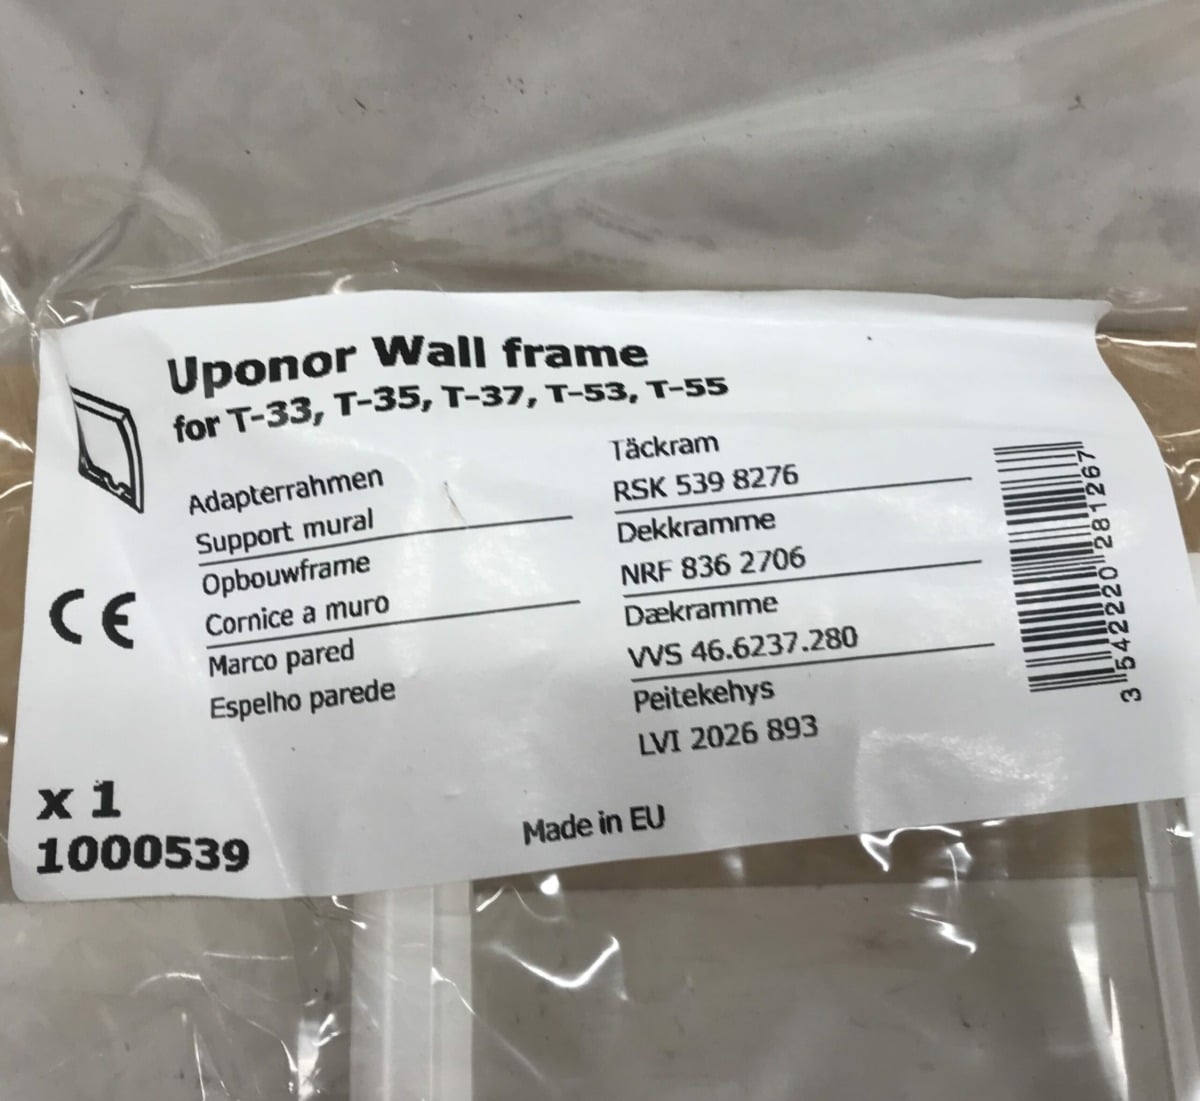 Uponor Wall frame
for T-33, T-35, T-37, T-53, T-55
Adapterrahmen
Support mural
Opbouwframe
Cornice a muro
Marco pared
Espelho parede
Täckram
RSK 539 8276
Dekkramme
NRF 836 2706
Dækramme
VVS 46.6237.280
Peitekehys
LVI 2026 893
3 542220 281267
CE
x 1
1000539
Made in EU